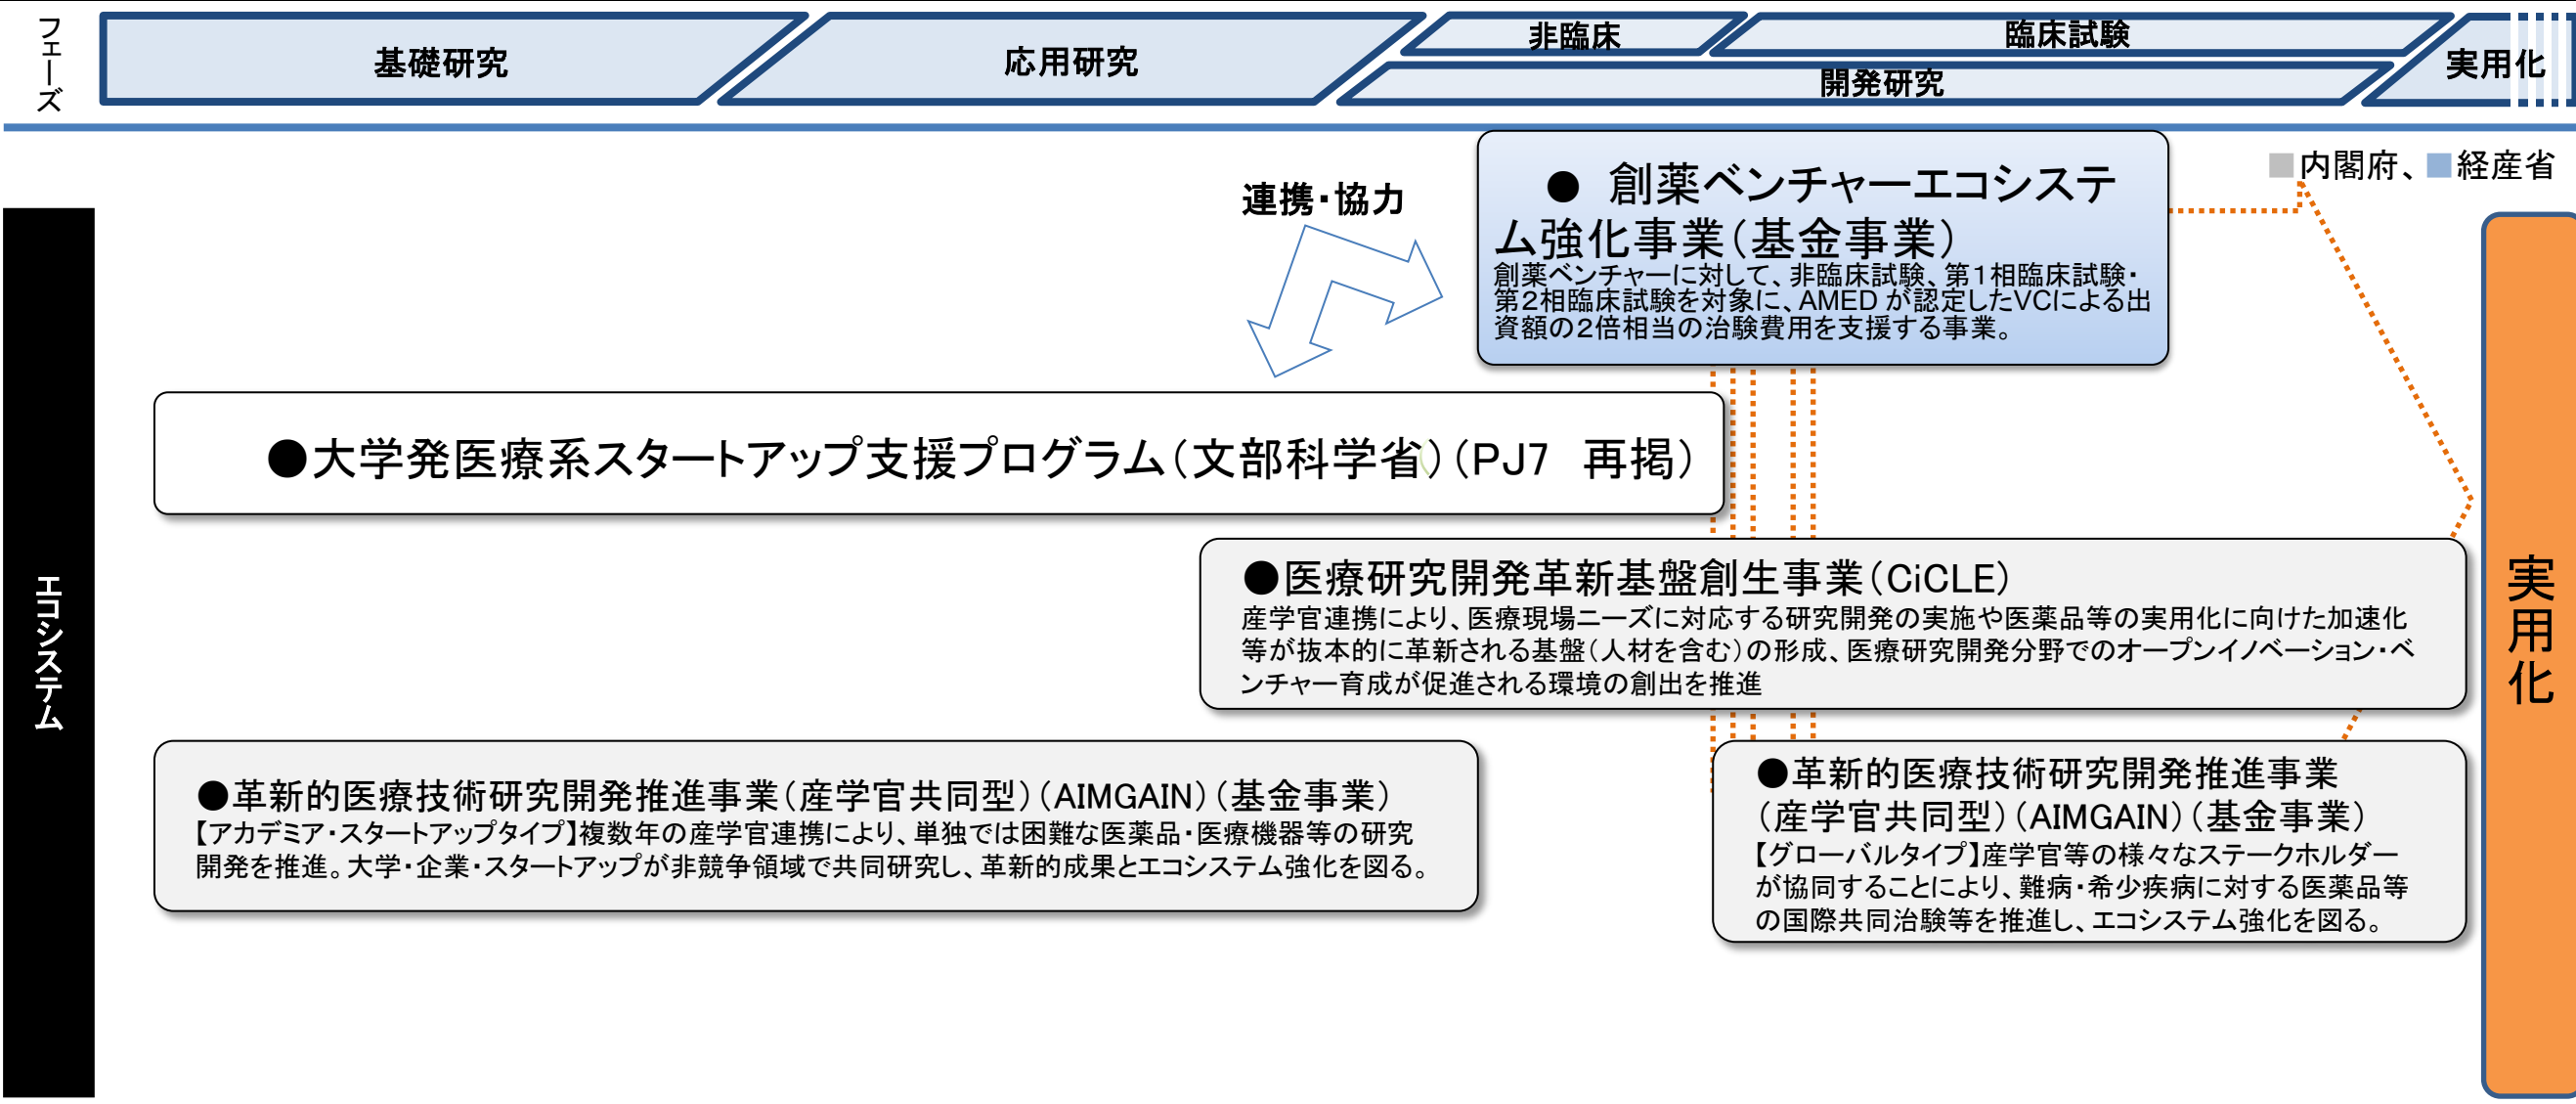 フェーズ
基礎研究
応用研究
非臨床
臨床試験
開発研究
実用化
内閣府、経産省
連携・協力
● 創薬ベンチャーエコシステ
ム強化事業（基金事業）
創薬ベンチャーに対して、非臨床試験、第1相臨床試験・
第2相臨床試験を対象に、AMED が認定したVCによる出
資額の2倍相当の治験費用を支援する事業。
エコシステム
●大学発医療系スタートアップ支援プログラム（文部科学省）（PJ7　再掲）
●医療研究開発革新基盤創生事業（CiCLE）
産学官連携により、医療現場ニーズに対応する研究開発の実施や医薬品等の実用化に向けた加速化
等が抜本的に革新される基盤（人材を含む）の形成、医療研究開発分野でのオープンイノベーション・ベ
ンチャー育成が促進される環境の創出を推進
実用化
●革新的医療技術研究開発推進事業（産学官共同型）（AIMGAIN）（基金事業）
【アカデミア・スタートアップタイプ】複数年の産学官連携により、単独では困難な医薬品・医療機器等の研究
開発を推進。大学・企業・スタートアップが非競争領域で共同研究し、革新的成果とエコシステム強化を図る。
●革新的医療技術研究開発推進事業
（産学官共同型）（AIMGAIN）（基金事業）
【グローバルタイプ】産学官等の様々なステークホルダー
が協同することにより、難病・希少疾病に対する医薬品等
の国際共同治験等を推進し、エコシステム強化を図る。